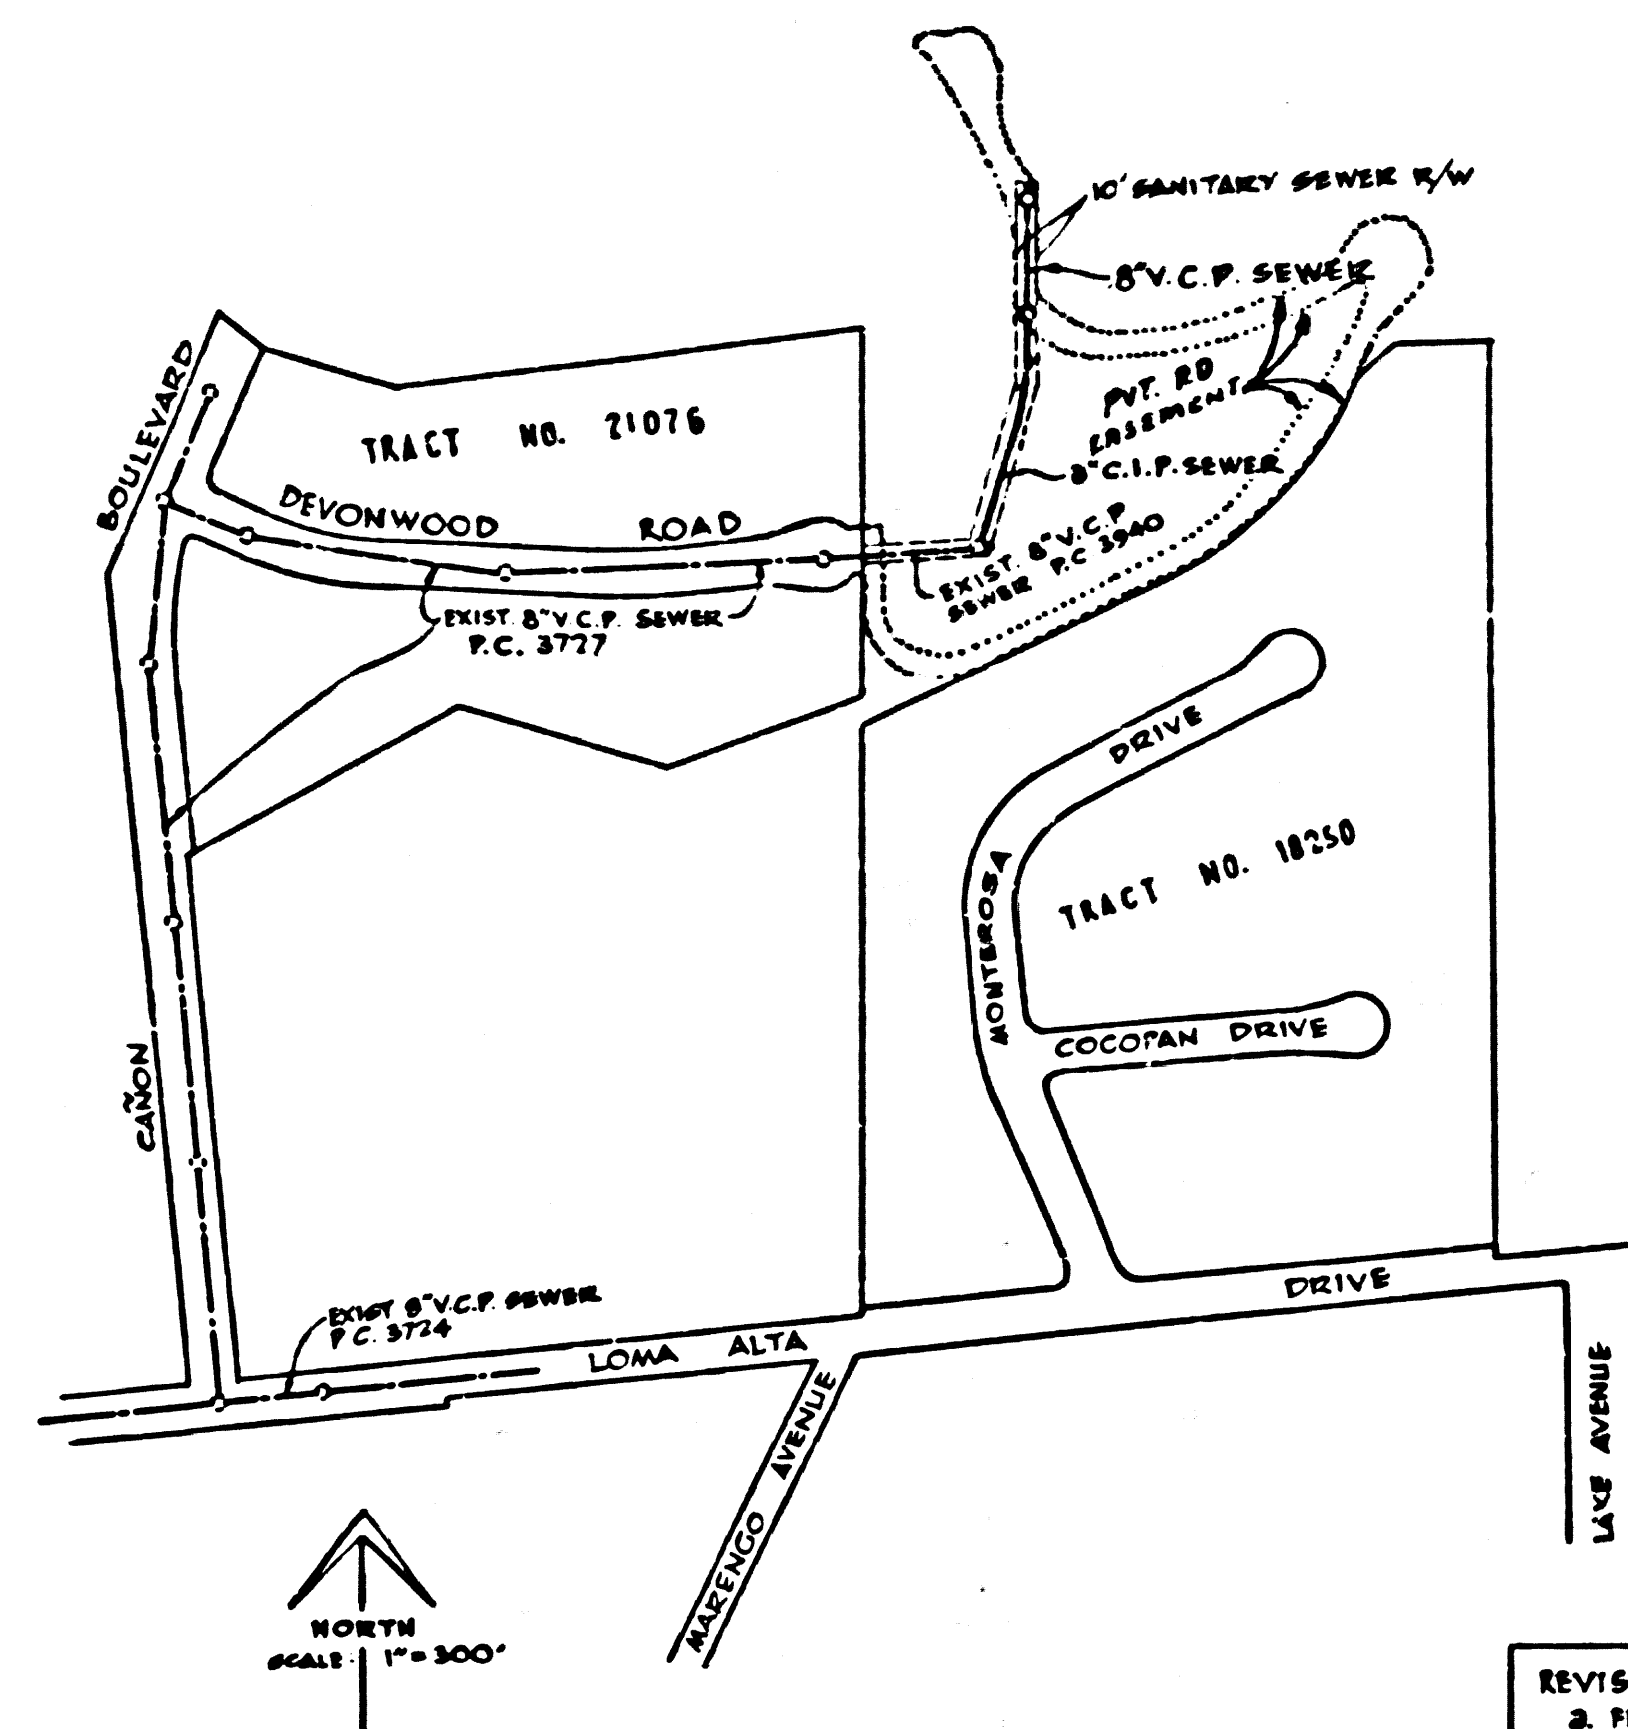 10' SANITARY SEWER R/W
8" V.C.P. SEWER
PVT. RD
EASEMENT
8" C.I.P. SEWER
BOULEVARD
TRACT NO. 21076
DEVONWOOD ROAD
EXIST. 8" V.C.P
SEWER P.C 3940
EXIST. 8" V.C.P. SEWER
P.C. 3727
DRIVE
MONTEROSA
TRACT NO. 18250
COCOPAN DRIVE
CAÑON
EXIST 8" V.C.P. SEWER
P.C. 3724
LOMA ALTA DRIVE
MARENGO AVENUE
LAKE AVENUE
NORTH
SCALE: 1" = 300'
REVIS
a. F